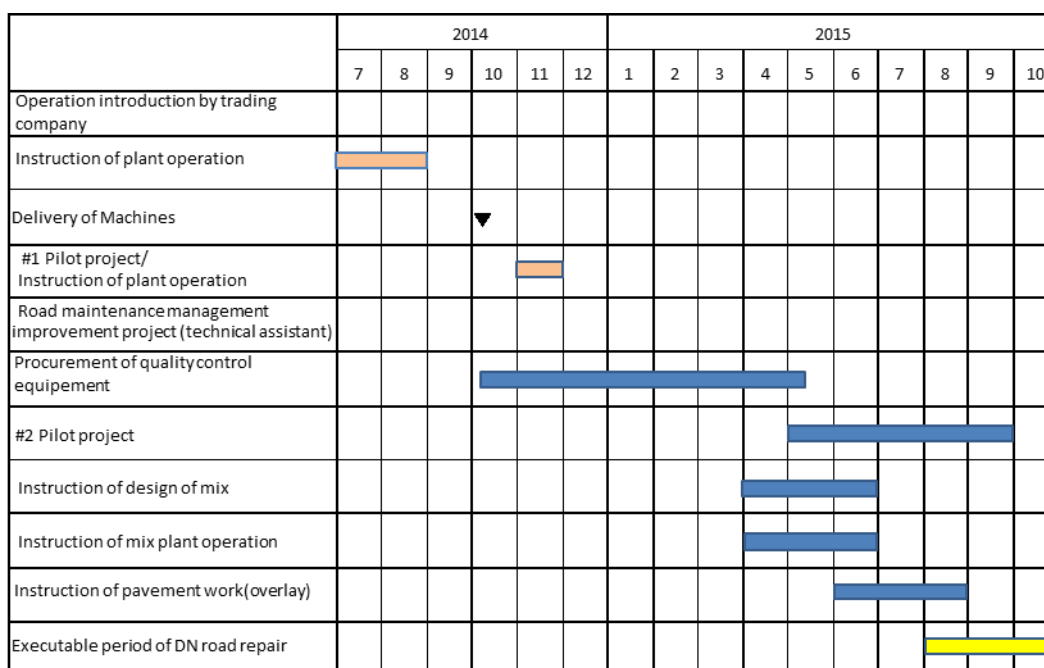 2014 2015
7 8 9 10 11 12 1 2 3 4 5 6 7 8 9 10
Operation introduction by trading
company
Instruction of plant operation
Delivery of Machines
#1 Pilot project/
Instruction of plant operation
Road maintenance management
improvement project (technical assistant)
Procurement of quality control
equipement
#2 Pilot project
Instruction of design of mix
Instruction of mix plant operation
Instruction of pavement work(overlay)
Executable period of DN road repair